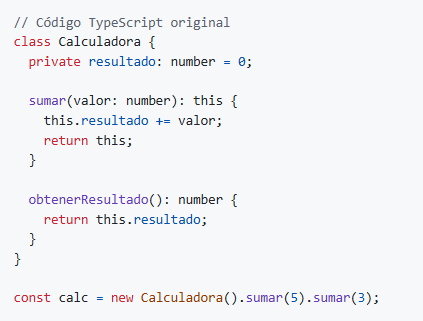 // Código TypeScript original
class Calculadora {
  private resultado: number = 0;

  sumar(valor: number): this {
    this.resultado += valor;
    return this;
  }

  obtenerResultado(): number {
    return this.resultado;
  }
}

const calc = new Calculadora().sumar(5).sumar(3);